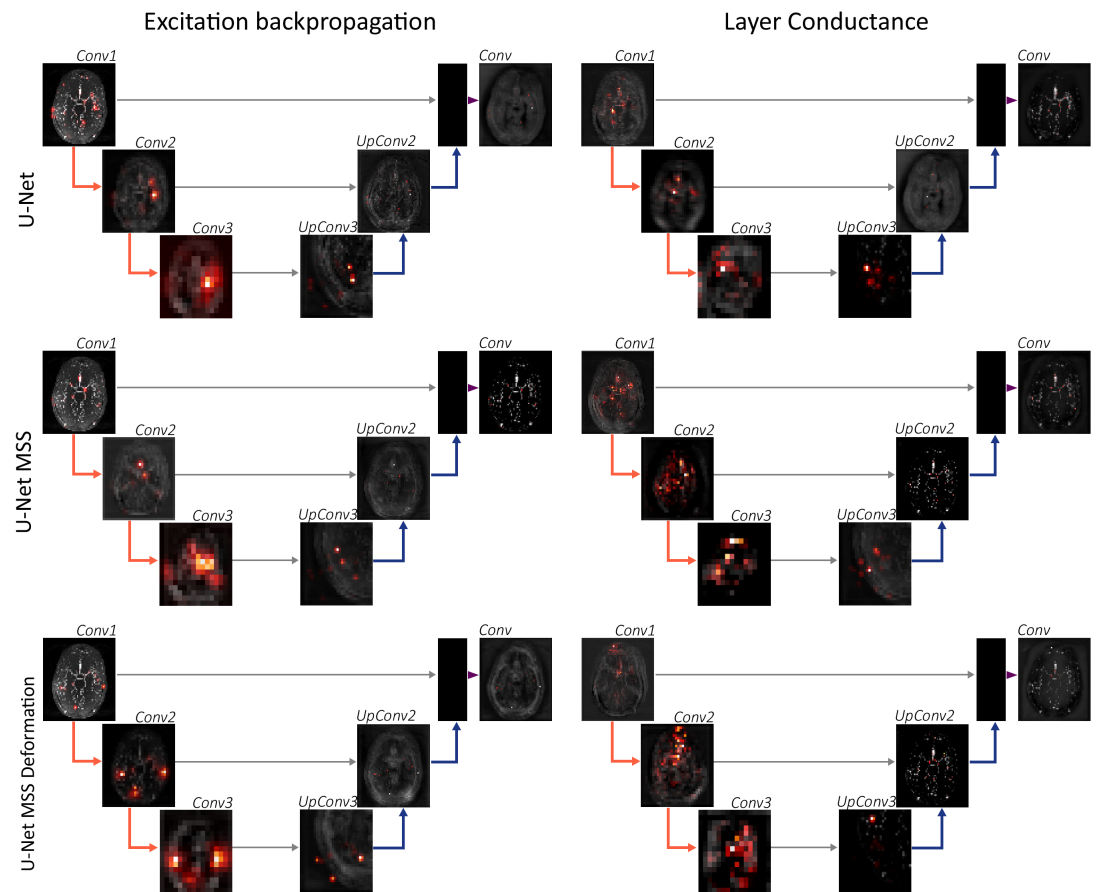 Excitation backpropagation
Layer Conductance
U-Net
Conv1
Conv
Conv2
UpConv2
Conv3
UpConv3
Conv1
Conv
Conv2
UpConv2
Conv3
UpConv3
U-Net MSS
Conv1
Conv
Conv2
UpConv2
Conv3
UpConv3
Conv1
Conv
Conv2
UpConv2
Conv3
UpConv3
U-Net MSS Deformation
Conv1
Conv
Conv2
UpConv2
Conv3
UpConv3
Conv1
Conv
Conv2
UpConv2
Conv3
UpConv3